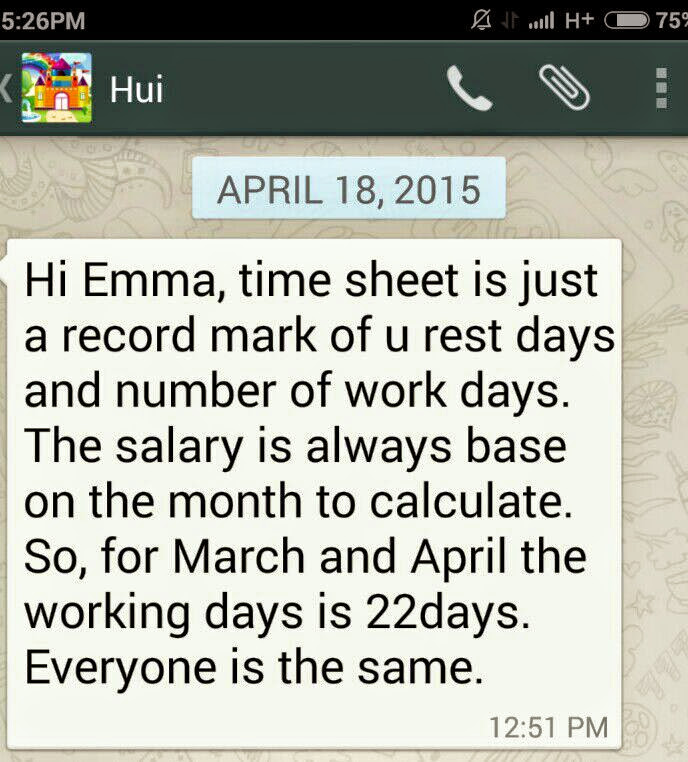 5:26PM H+ 75%
Hui
APRIL 18, 2015
Hi Emma, time sheet is just
a record mark of u rest days
and number of work days.
The salary is always base
on the month to calculate.
So, for March and April the
working days is 22days.
Everyone is the same.
12:51 PM